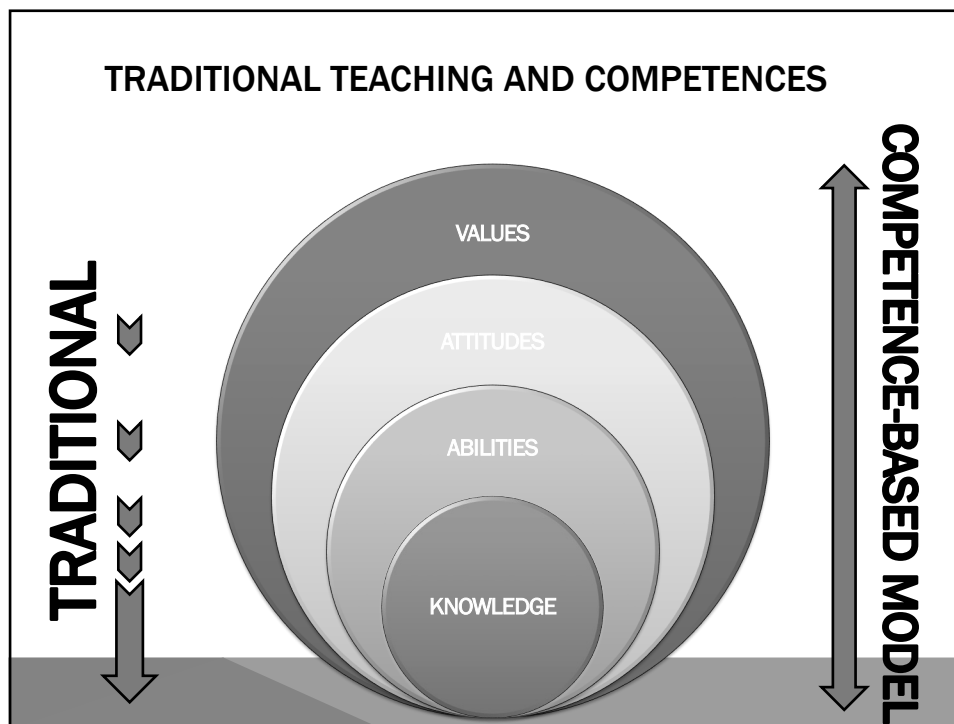 TRADITIONAL TEACHING AND COMPETENCES
TRADITIONAL
VALUES
ATTITUDES
ABILITIES
KNOWLEDGE
COMPETENCE-BASED MODEL